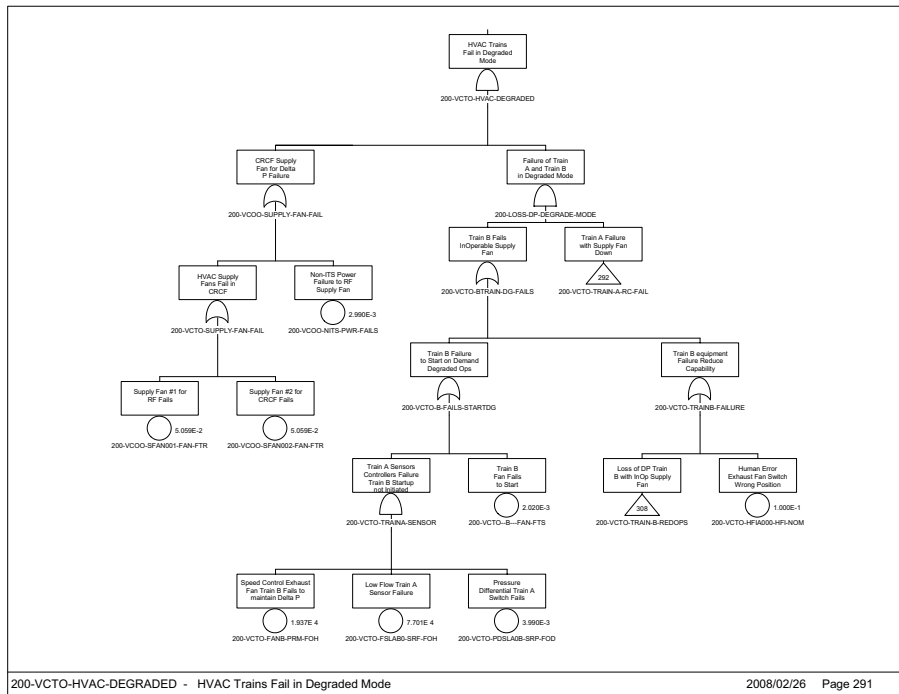 HVAC Trains
Fail in Degraded
Mode
200-VCTO-HVAC-DEGRADED
CRCF Supply
Fan for Delta
P Failure
200-VCOO-SUPPLY-FAN-FAIL
Failure of Train
A and Train B
in Degraded Mode
200-LOSS-DP-DEGRADE-MODE
HVAC Supply
Fans Fail in
CRCF
200-VCTO-SUPPLY-FAN-FAIL
Non-ITS Power
Failure to RF
Supply Fan
2.990E-3
200-VCOO-NITS-PWR-FAILS
Train B Fails
InOperable Supply
Fan
200-VCTO-BTRAIN-DG-FAILS
Train A Failure
with Supply Fan
Down
292
200-VCTO-TRAIN-A-RC-FAIL
Supply Fan #1 for
RF Fails
5.059E-2
200-VCOO-SFAN001-FAN-FTR
Supply Fan #2 for
CRCF Fails
5.059E-2
200-VCOO-SFAN002-FAN-FTR
Train B Failure
to Start on Demand
Degraded Ops
200-VCTO-B-FAILS-STARTDG
Train B equipment
Failure Reduce
Capability
200-VCTO-TRAINB-FAILURE
Train A Sensors
Controllers Failure
Train B Startup
not Initiated
200-VCTO-TRAINA-SENSOR
Train B
Fan Fails
to Start
2.020E-3
200-VCTO--B---FAN-FTS
Loss of DP Train
B with InOp Supply
Fan
308
200-VCTO-TRAIN-B-REDOPS
Human Error
Exhaust Fan Switch
Wrong Position
1.000E-1
200-VCTO-HFIA000-HFI-NOM
Speed Control Exhaust
Fan Train B Fails to
maintain Delta P
1.937E 4
200-VCTO-FANB-PRM-FOH
Low Flow Train A
Sensor Failure
7.701E 4
200-VCTO-FSLAB0-SRF-FOH
Pressure
Differential Train A
Switch Fails
3.990E-3
200-VCTO-PDSLA0B-SRP-FOD
200-VCTO-HVAC-DEGRADED - HVAC Trains Fail in Degraded Mode
2008/02/26 Page 291